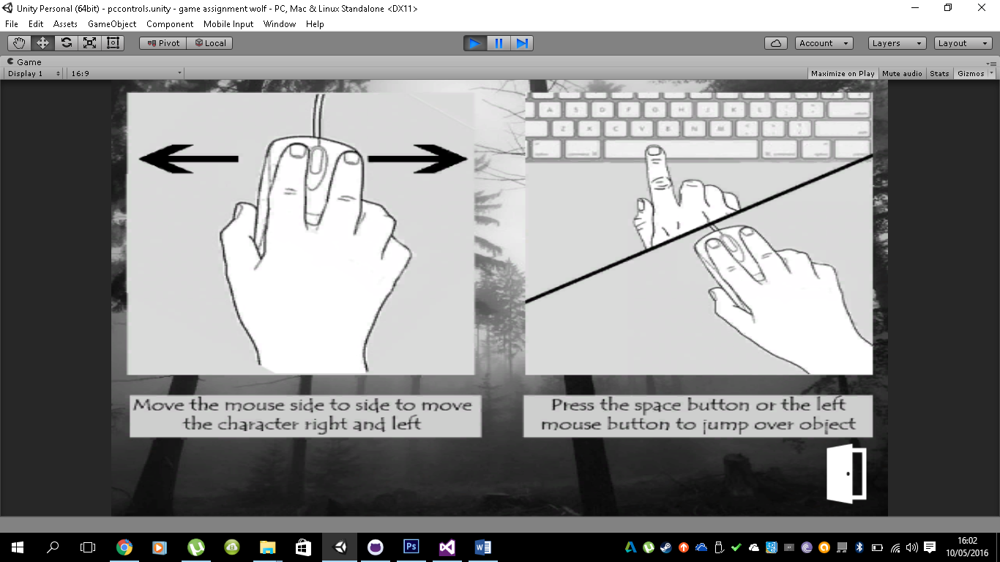 Unity Personal (64bit) - pccontrols.unity - game assignment wolf - PC, Mac & Linux Standalone <DX11>
File Edit Assets GameObject Component Mobile Input Window Help
Pivot Local Account Layers Layout
Game
Display 1 16:9 Maximize on Play Mute audio Stats Gizmos
A S D F G H J K L
Z X C V B N M
Move the mouse side to side to move
the character right and left
Press the space button or the left
mouse button to jump over object
Ps
16:02
10/05/2016